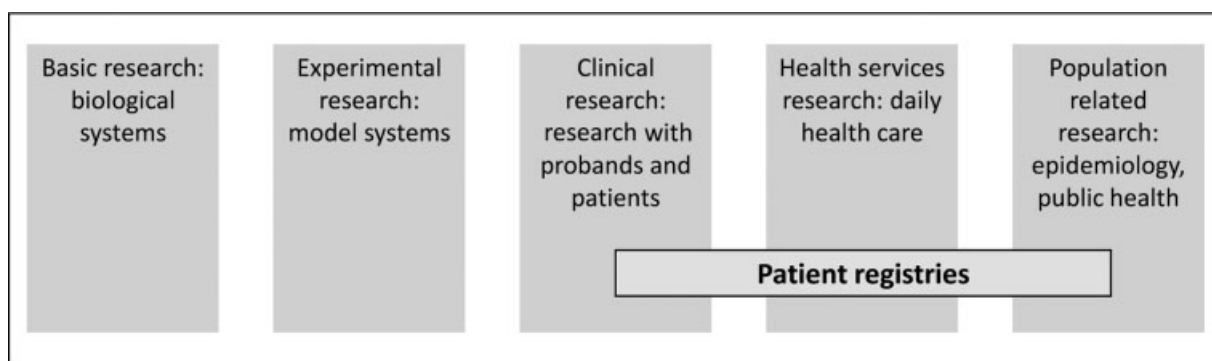 Basic research:
biological
systems
Experimental
research:
model systems
Clinical
research:
research with
probands and
patients
Health services
research: daily
health care
Population
related
research:
epidemiology,
public health
Patient registries